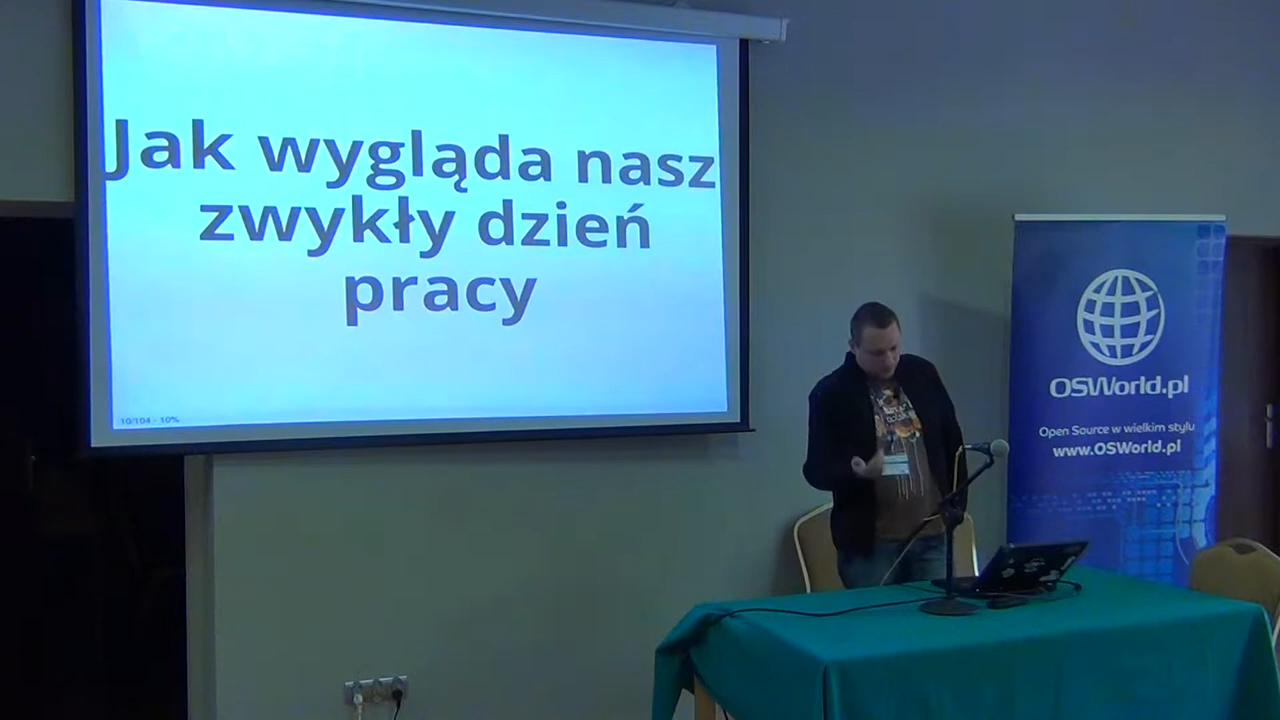 Jak wygląda nasz
zwykły dzień
pracy
10/104 - 10%
OSWorld.pl
Open Source w wielkim stylu
www.OSWorld.pl